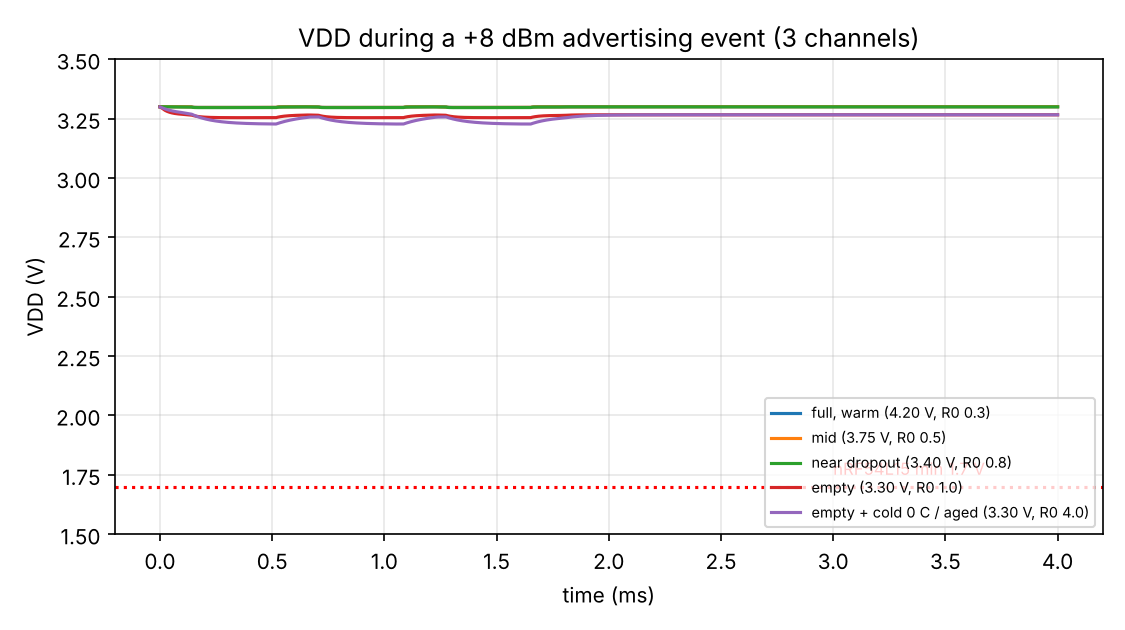 VDD during a +8 dBm advertising event (3 channels)
3.50
3.25
3.00
2.75
2.50
2.25
2.00
1.75
1.50
VDD (V)
full, warm (4.20 V, R0 0.3)
mid (3.75 V, R0 0.5)
near dropout (3.40 V, R0 0.8)
empty (3.30 V, R0 1.0)
empty + cold 0 C / aged (3.30 V, R0 4.0)
0.0 0.5 1.0 1.5 2.0 2.5 3.0 3.5 4.0
time (ms)